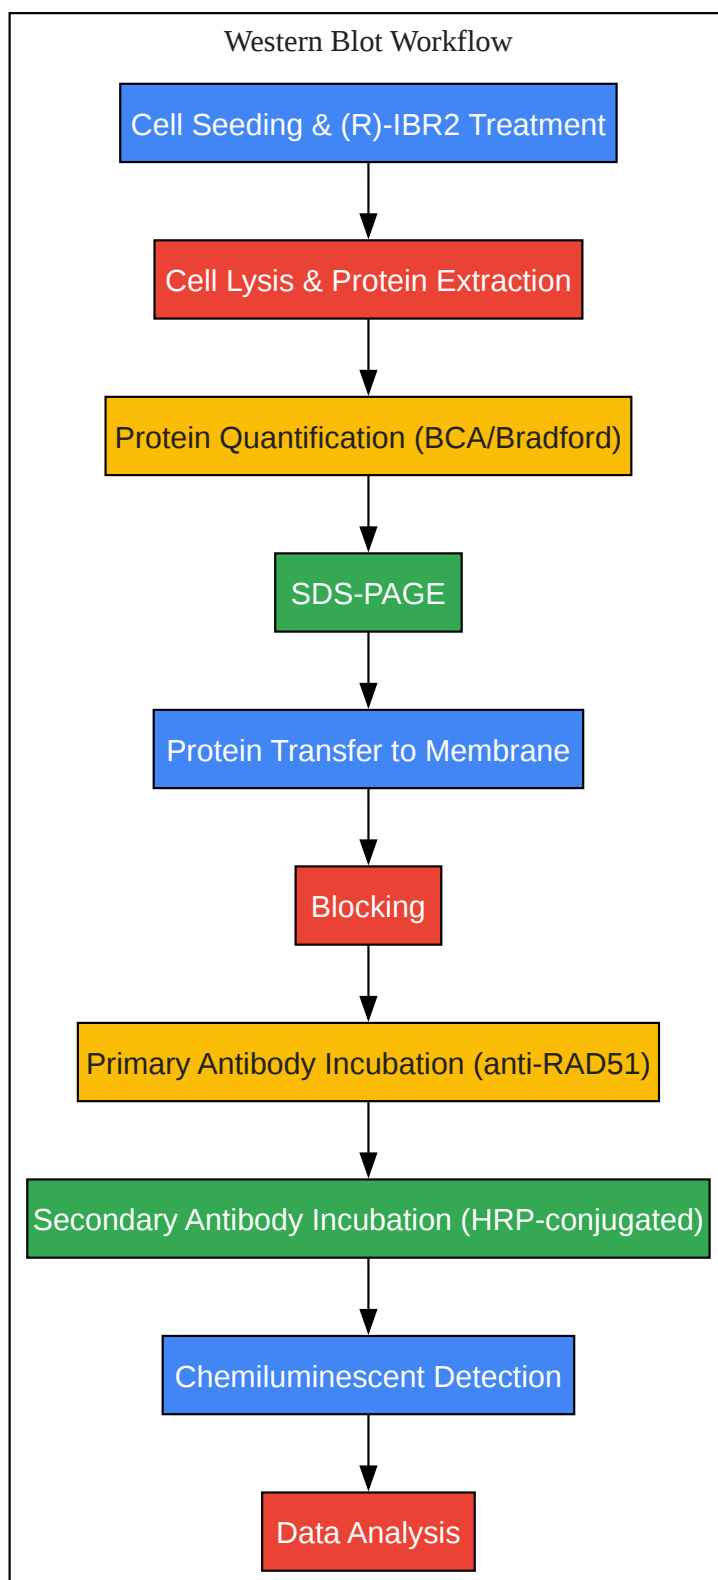 Western Blot Workflow
Cell Seeding & (R)-IBR2 Treatment
Cell Lysis & Protein Extraction
Protein Quantification (BCA/Bradford)
SDS-PAGE
Protein Transfer to Membrane
Blocking
Primary Antibody Incubation (anti-RAD51)
Secondary Antibody Incubation (HRP-conjugated)
Chemiluminescent Detection
Data Analysis